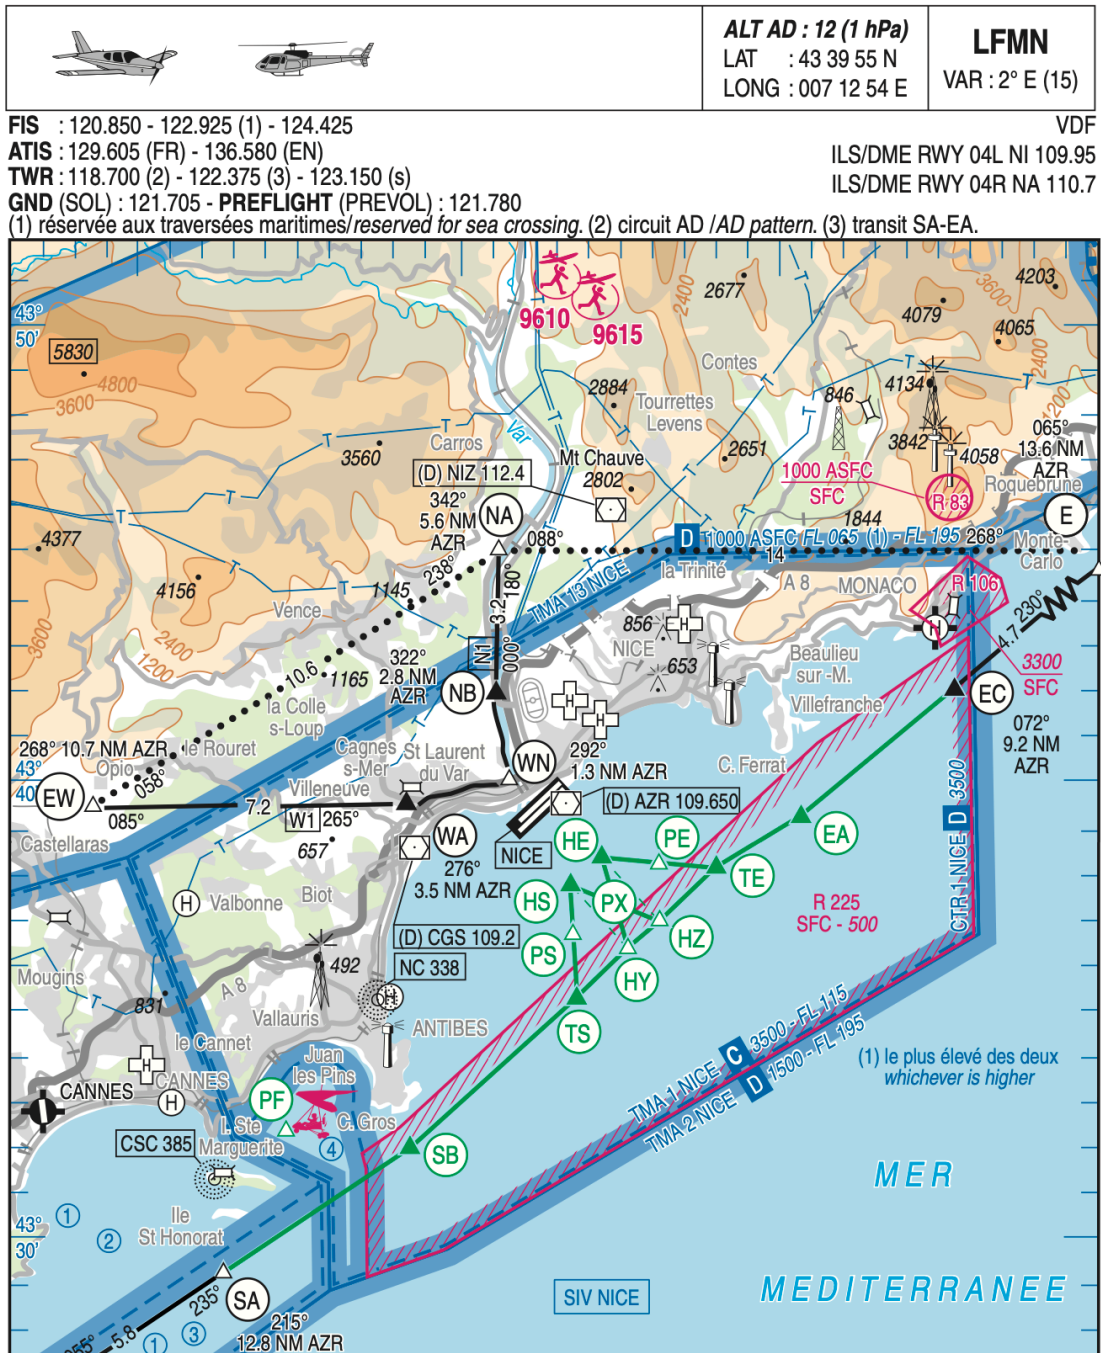 ALT AD : 12 (1 hPa)
LAT : 43 39 55 N
LONG : 007 12 54 E
LFMN
VAR : 2° E (15)
FIS : 120.850 - 122.925 (1) - 124.425
ATIS : 129.605 (FR) - 136.580 (EN)
TWR : 118.700 (2) - 122.375 (3) - 123.150 (s)
GND (SOL) : 121.705 - PREFLIGHT (PREVOL) : 121.780
VDF
ILS/DME RWY 04L NI 109.95
ILS/DME RWY 04R NA 110.7
(1) réservée aux traversées maritimes/reserved for sea crossing. (2) circuit AD /AD pattern. (3) transit SA-EA.
9610
9615
2400
2677
3600
4203
4079
4065
43°
50'
5830
4800
3600
Contes
2400
4134
846
1200
2884
Tourrettes
Levens
Var
Carros
3560
T
T
T
T
2651
3842
4058
065°
13.6 NM
AZR
Roquebrune
Mt Chauve
2802
(D) NIZ 112.4
1000 ASFC
SFC
R 83
342°
5.6 NM
AZR
NA
T
T
E
4377
1844
088°
D 1000 ASFC FL 065 (1) - FL 195
268°
Monte-
Carlo
14
238°
4156
1145
T
la Trinité
A 8
MONACO
R 106
180°
3.2
TMA 13 NICE
Vence
3600
2400
1200
856
NICE
653
H
230°
4.7
N1
000°
322°
2.8 NM
AZR
NB
10.6
1165
Beaulieu
sur -M.
3300
SFC
Villefranche
EC
la Colle
s-Loup
H
H
072°
9.2 NM
AZR
268° 10.7 NM AZR
le Rouret
Opio
Cagnes
s-Mer
St Laurent
du Var
WN
292°
1.3 NM AZR
C. Ferrat
43°
40'
EW
058°
Villeneuve
(D) AZR 109.650
085°
7.2
W1
265°
657
WA
276°
3.5 NM AZR
NICE
HE
PE
EA
CTR 1 NICE D 3500
Castellaras
TE
Biot
HS
PX
R 225
SFC - 500
H
Valbonne
(D) CGS 109.2
HZ
PS
NC 338
HY
492
Mougins
T
831
A 8
H
ANTIBES
TS
Vallauris
le Cannet
Juan
les Pins
TMA 1 NICE C 3500 - FL 115
TMA 2 NICE D 1500 - FL 195
(1) le plus élevé des deux
whichever is higher
CANNES
H
CANNES
H
PF
I. Ste
Marguerite
C. Gros
4
CSC 385
SB
MER
1
2
Ile
St Honorat
43°
30'
SA
235°
215°
12.8 NM AZR
SIV NICE
MEDITERRANEE
055°
5.8
1
3